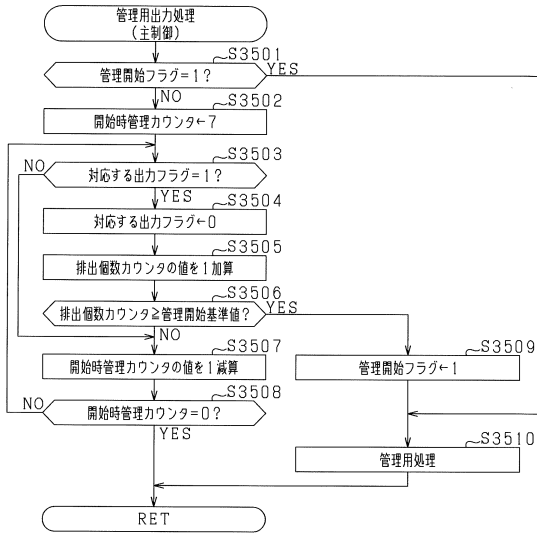 管理用出力処理
(主制御)
S3501
管理開始フラグ=1?
YES
NO
S3502
開始時管理カウンタ←7
S3503
NO
対応する出力フラグ=1?
YES
S3504
対応する出力フラグ←0
S3505
排出個数カウンタの値を1加算
S3506
排出個数カウンタ≧管理開始基準値?
YES
NO
S3507
開始時管理カウンタの値を1減算
S3509
管理開始フラグ←1
S3508
NO
開始時管理カウンタ=0?
YES
S3510
管理用処理
RET